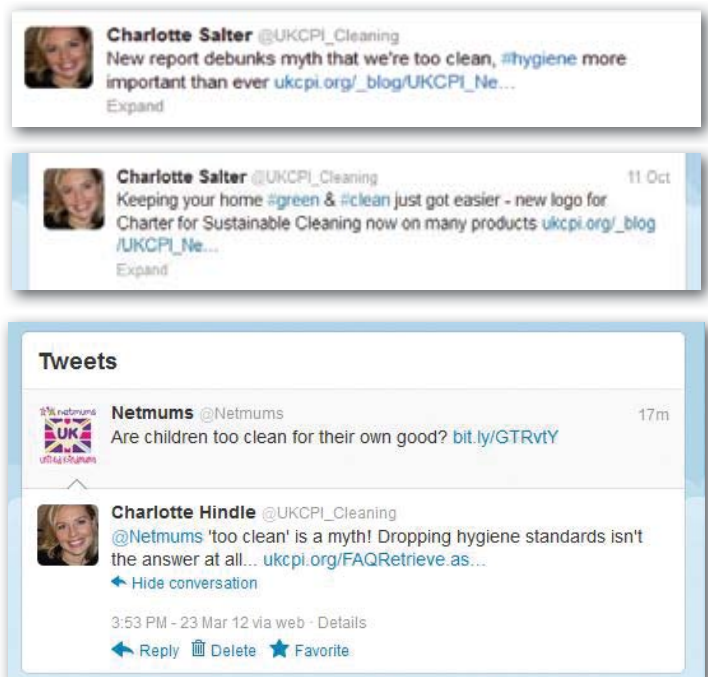 Charlotte Salter @UKCPI_Cleaning
New report debunks myth that we're too clean, #hygiene more
important than ever ukcpi.org/_blog/UKCPI_Ne...
Expand
Charlotte Salter @UKCPI_Cleaning 11 Oct
Keeping your home #green & #clean just got easier - new logo for
Charter for Sustainable Cleaning now on many products ukcpi.org/_blog
/UKCPI_Ne...
Expand
Tweets
netmums
UK
Netmums @Netmums 17m
Are children too clean for their own good? bit.ly/GTRvtY
Charlotte Hindle @UKCPI_Cleaning
@Netmums 'too clean' is a myth! Dropping hygiene standards isn't
the answer at all... ukcpi.org/FAQRetrieve.as...
Hide conversation
3:53 PM - 23 Mar 12 via web · Details
Reply Delete Favorite